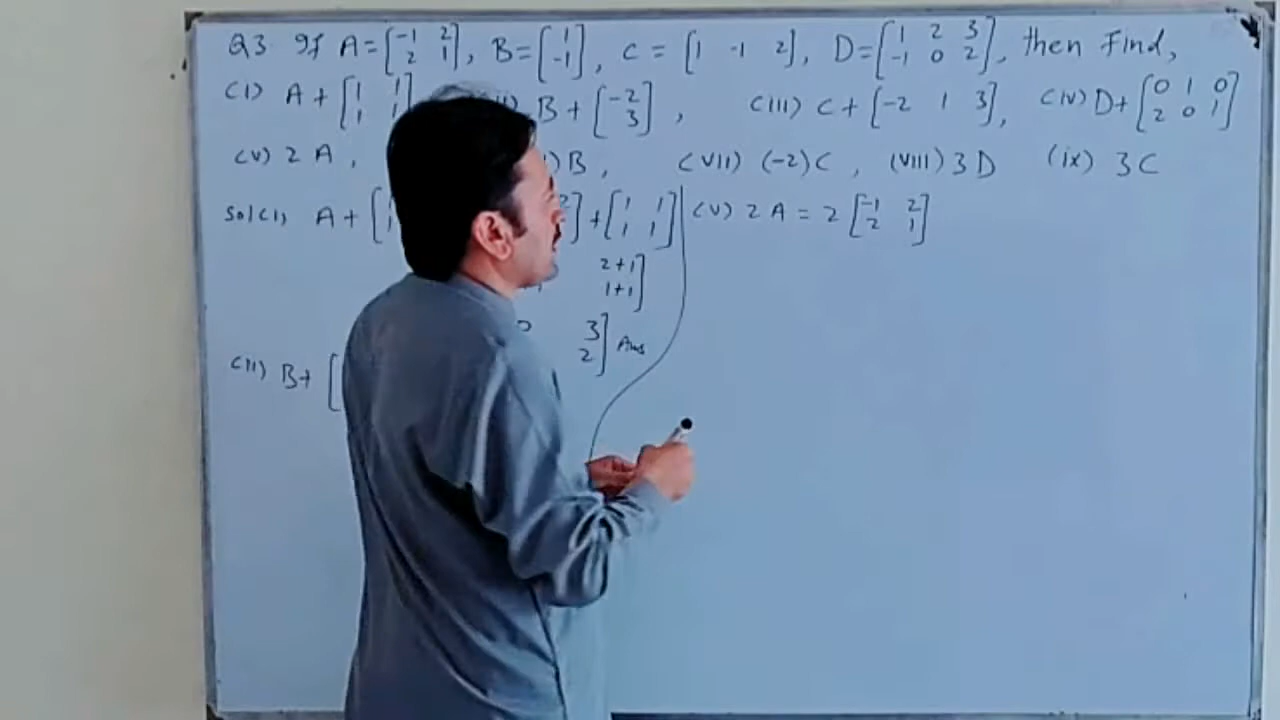 Q3 If A = [-1 2 2 1], B = [1 -1], C = [1 -1 2], D = [1 2 3 -1 0 2], then Find,
(i) A + [1 1 1 1] B + [-2 3], (iii) C + [-2 1 3], (iv) D + [0 1 0 2 0 1]
(v) 2A, )B, (vii) (-2)C, (viii) 3D (ix) 3C
Sol(i) A + [ ] + [1 1 1 1]
2+1
1+1]
3
2] Ans
(ii) B + [
(v) 2A = 2 [-1 2 2 1]